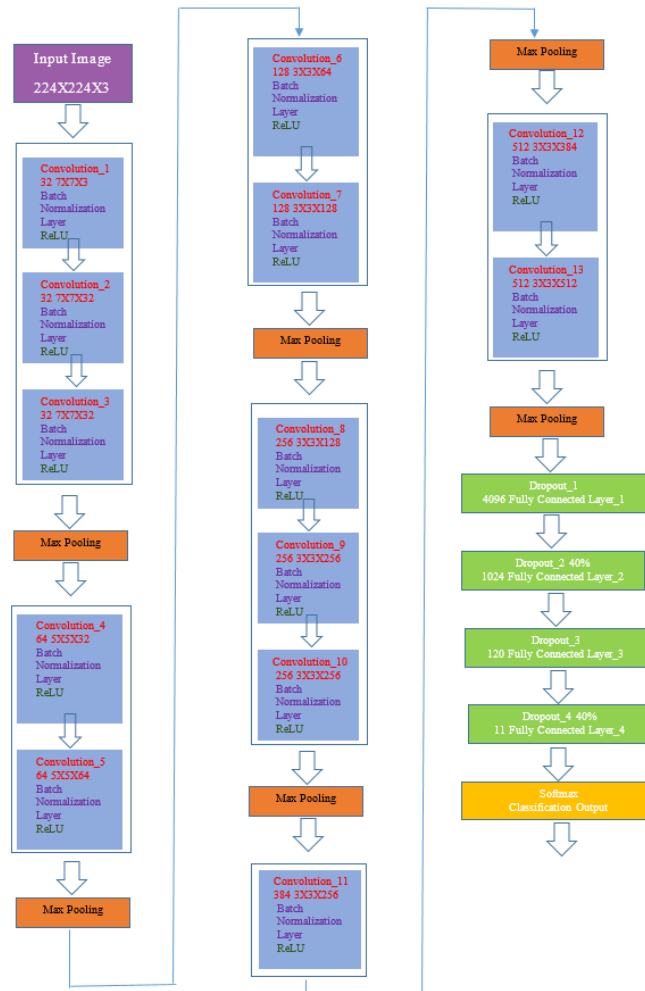 Input Image
224X224X3
Convolution_1
32 7X7X3
Batch
Normalization
Layer
ReLU
Convolution_2
32 7X7X32
Batch
Normalization
Layer
ReLU
Convolution_3
32 7X7X32
Batch
Normalization
Layer
ReLU
Max Pooling
Convolution_4
64 5X5X32
Batch
Normalization
Layer
ReLU
Convolution_5
64 5X5X64
Batch
Normalization
Layer
ReLU
Max Pooling
Convolution_6
128 3X3X64
Batch
Normalization
Layer
ReLU
Convolution_7
128 3X3X128
Batch
Normalization
Layer
ReLU
Max Pooling
Convolution_8
256 3X3X128
Batch
Normalization
Layer
ReLU
Convolution_9
256 3X3X256
Batch
Normalization
Layer
ReLU
Convolution_10
256 3X3X256
Batch
Normalization
Layer
ReLU
Max Pooling
Convolution_11
384 3X3X256
Batch
Normalization
Layer
ReLU
Max Pooling
Convolution_12
512 3X3X384
Batch
Normalization
Layer
ReLU
Convolution_13
512 3X3X512
Batch
Normalization
Layer
ReLU
Max Pooling
Dropout_1
4096 Fully Connected Layer_1
Dropout_2 40%
1024 Fully Connected Layer_2
Dropout_3
120 Fully Connected Layer_3
Dropout_4 40%
11 Fully Connected Layer_4
Softmax
Classification Output